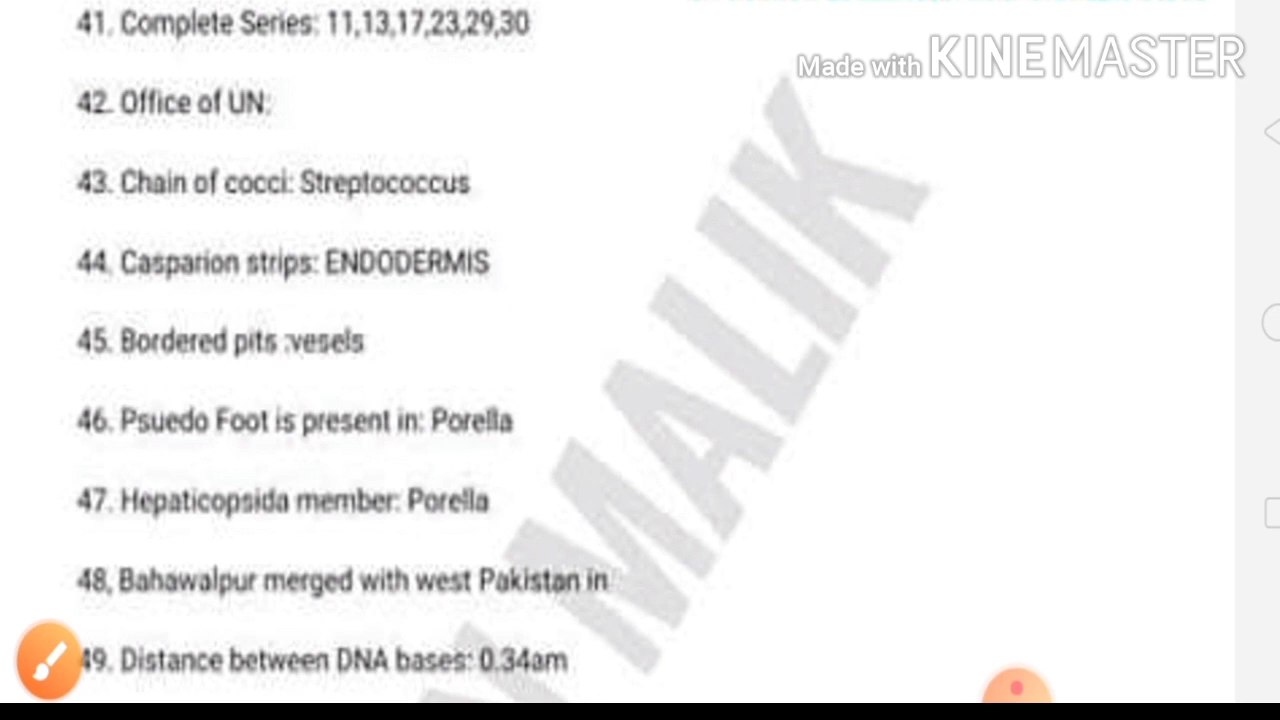 41. Complete Series: 11,13,17,23,29,30
Made with KINEMASTER
42. Office of UN:
43. Chain of cocci: Streptococcus
44. Casparion strips: ENDODERMIS
45. Bordered pits :vesels
46. Psuedo Foot is present in: Porella
47. Hepaticopsida member: Porella
48, Bahawalpur merged with west Pakistan in
49. Distance between DNA bases: 0.34am
MALIK